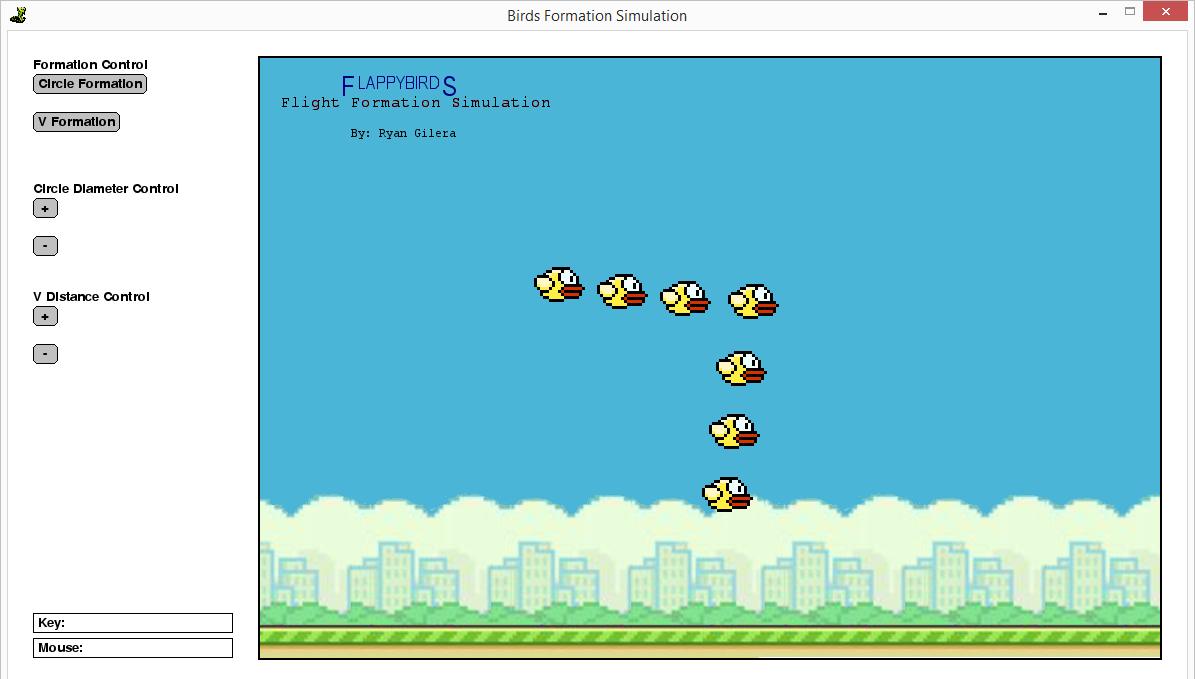 Birds Formation Simulation
Formation Control
Circle Formation
V Formation
Circle Diameter Control
+
-
V Distance Control
+
-
Key:
Mouse:
FLAPPYBIRDS
Flight Formation Simulation
By: Ryan Gilera